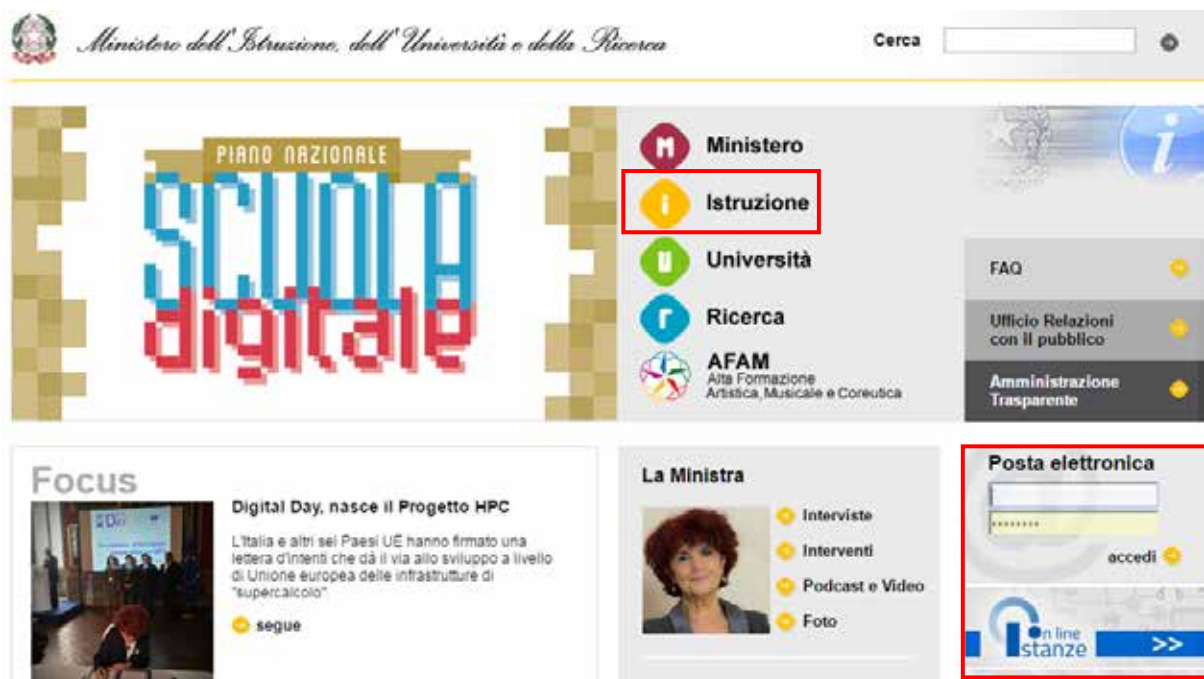 Ministero dell'Istruzione, dell'Università e della Ricerca
Cerca
PIANO NAZIONALE
SCUOLA
digitale
M
Ministero
i
Istruzione
U
Università
r
Ricerca
AFAM
Alta Formazione
Artistica, Musicale e Coreutica
i
FAQ
Ufficio Relazioni
con il pubblico
Amministrazione
Trasparente
Focus
Digital Day, nasce il Progetto HPC
L'Italia e altri sei Paesi UE hanno firmato una
lettera d'intenti che dà il via allo sviluppo a livello
di Unione europea delle infrastrutture di
"supercalcolo"
segue
La Ministra
Interviste
Interventi
Podcast e Video
Foto
Posta elettronica
accedi
on line
Istanze
>>